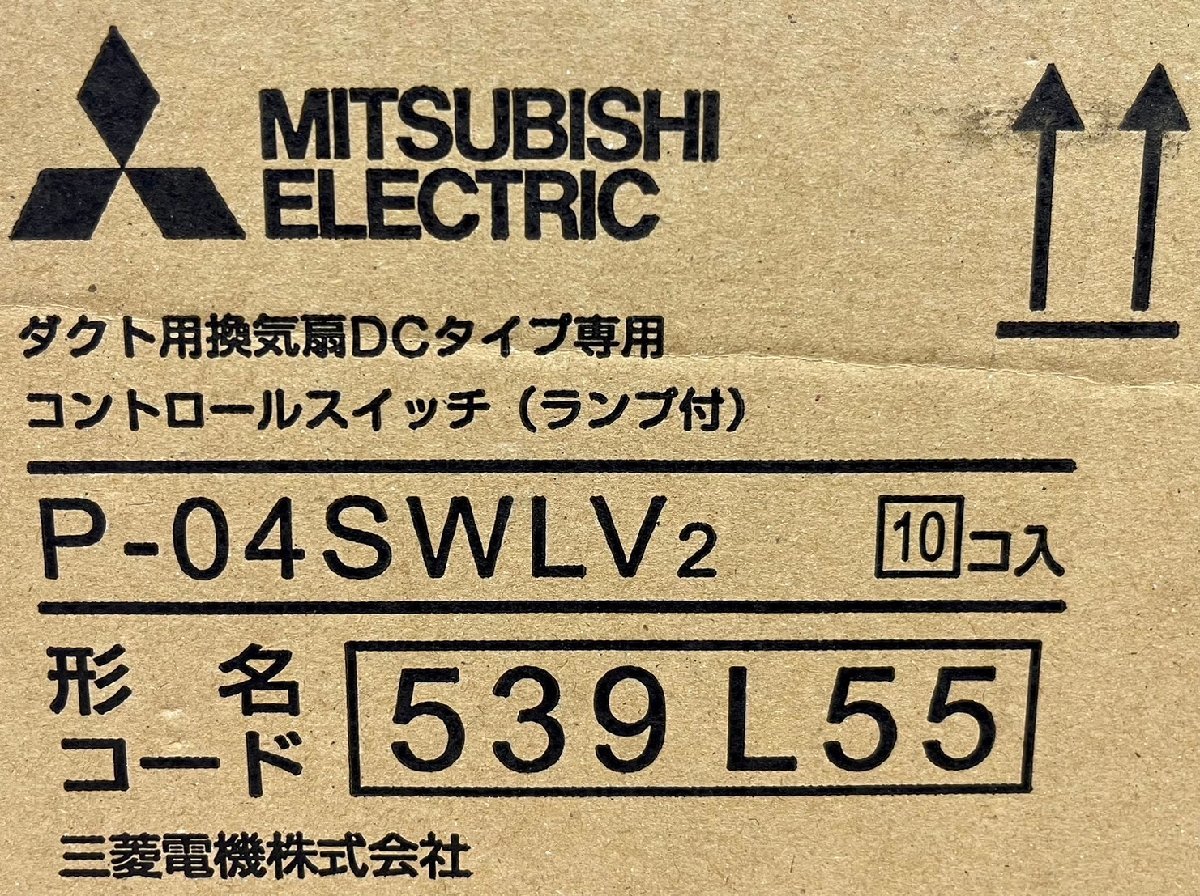 MITSUBISHI
ELECTRIC
ダクト用換気扇DCタイプ専用
コントロールスイッチ（ランプ付）
P-04SWLV2 10コ入
形名
コード 539L55
三菱電機株式会社